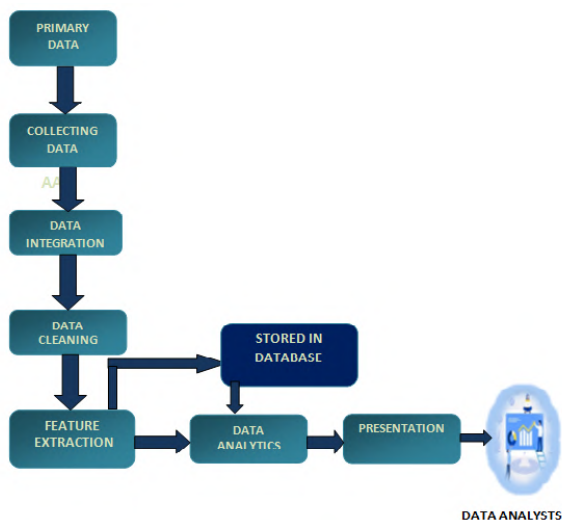 PRIMARY
DATA
COLLECTING
DATA
DATA
INTEGRATION
DATA
CLEANING
STORED IN
DATABASE
FEATURE
EXTRACTION
DATA
ANALYTICS
PRESENTATION
DATA ANALYSTS